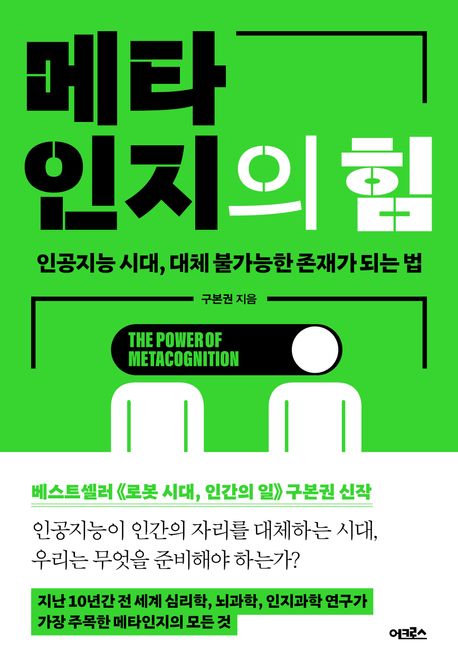 메타
인지의 힘
인공지능 시대, 대체 불가능한 존재가 되는 법
구본권 지음
THE POWER OF
METACOGNITION
베스트셀러 《로봇 시대, 인간의 일》 구본권 신작
인공지능이 인간의 자리를 대체하는 시대,
우리는 무엇을 준비해야 하는가?
지난 10년간 전 세계 심리학, 뇌과학, 인지과학 연구가
가장 주목한 메타인지의 모든 것
어크로스